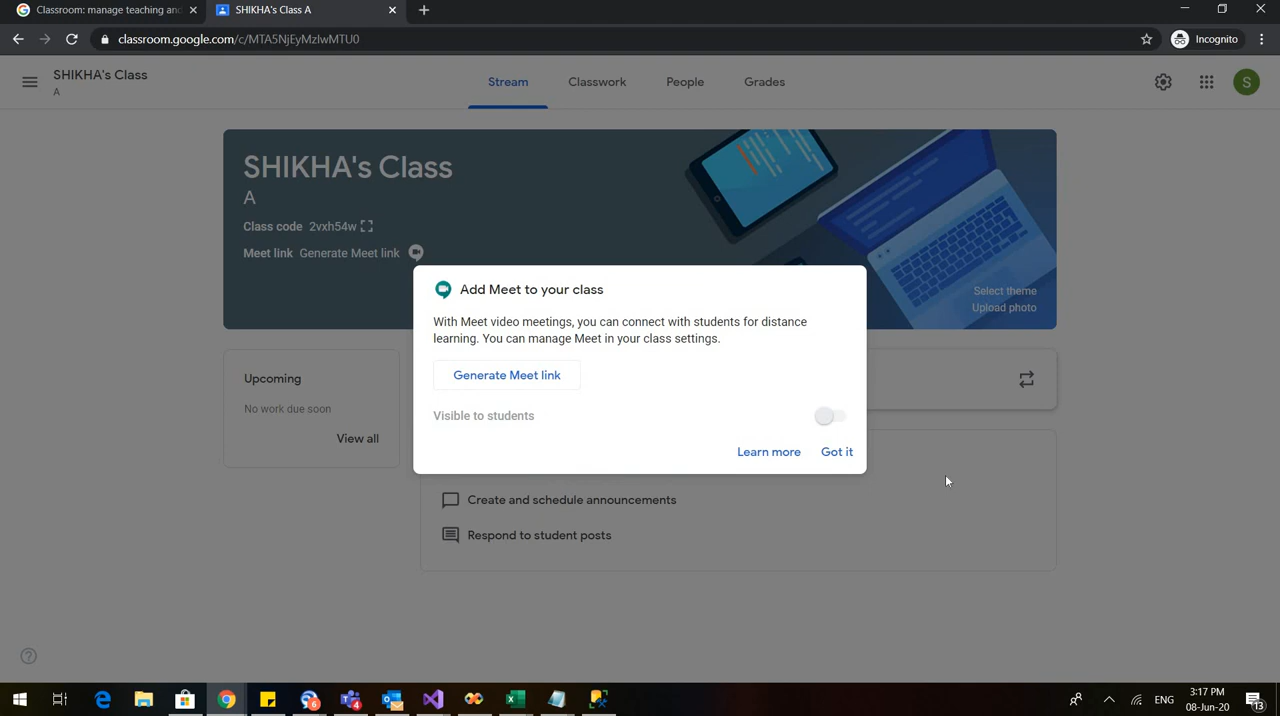 Classroom: manage teaching and
SHIKHA's Class A
classroom.google.com/c/MTA5NjEyMzIwMTU0
Incognito
SHIKHA's Class
A
Stream
Classwork
People
Grades
S
SHIKHA's Class
A
Class code 2vxh54w
Meet link Generate Meet link
Select theme
Upload photo
Add Meet to your class
With Meet video meetings, you can connect with students for distance
learning. You can manage Meet in your class settings.
Generate Meet link
Visible to students
Learn more Got it
Upcoming
No work due soon
View all
Create and schedule announcements
Respond to student posts
6
4
ENG
3:17 PM
08-Jun-20
13